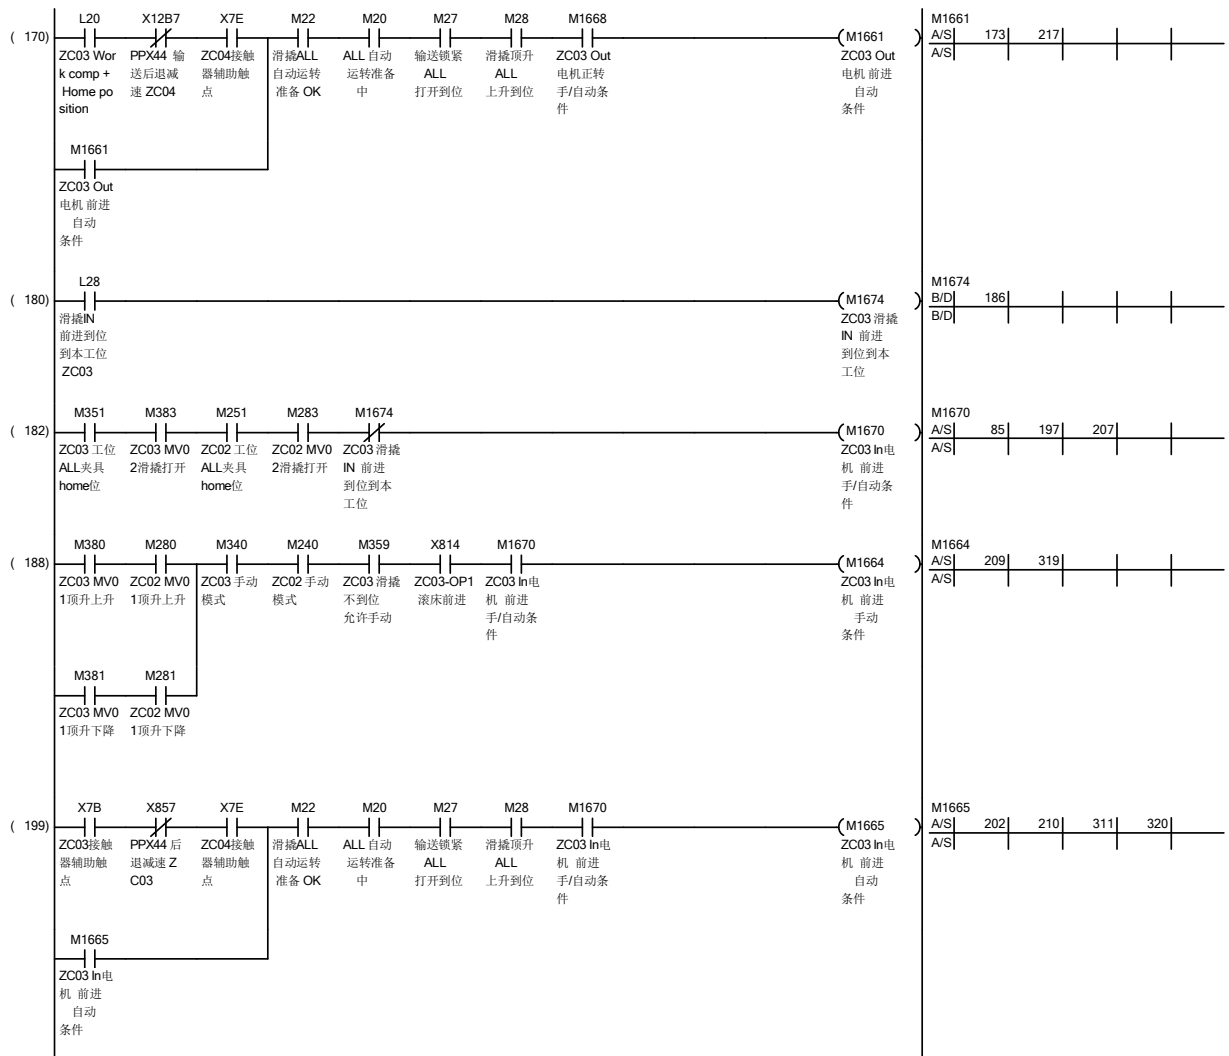 L20 X12B7 X7E M22 M20 M27 M28 M1668 M1661
( 170) (M1661 ) A/S 173 217
ZC03 Wor PPX44 输 ZC04接触 滑撬ALL ALL 自动 输送锁紧 滑撬顶升 ZC03 Out ZC03 Out A/S
k comp + 送后退减 器辅助触 自动运转 运转准备 ALL ALL 电机正转 电机 前进
Home po 速 ZC04 点 准备 OK 中 打开到位 上升到位 手/自动条 自动
sition 件 条件
M1661
ZC03 Out
电机 前进
自动
条件
L28 M1674
( 180) (M1674 ) B/D 186
滑撬IN ZC03 滑撬 B/D
前进到位 IN 前进
到本工位 到位到本
ZC03 工位
M351 M383 M251 M283 M1674 M1670
( 182) (M1670 ) A/S 85 197 207
ZC03 工位 ZC03 MV0 ZC02 工位 ZC02 MV0 ZC03 滑撬 ZC03 In电 A/S
ALL夹具 2滑撬打开 ALL夹具 2滑撬打开 IN 前进 机 前进
home位 home位 到位到本 手/自动条
工位 件
M380 M280 M340 M240 M359 X814 M1670 M1664
( 188) (M1664 ) A/S 209 319
ZC03 MV0 ZC02 MV0 ZC03 手动 ZC02 手动 ZC03 滑撬 ZC03-OP1 ZC03 In电 ZC03 In电 A/S
1顶升上升 1顶升上升 模式 模式 不到位 滚床前进 机 前进 机 前进
允许手动 手/自动条 手动
件 条件
M381 M281
ZC03 MV0 ZC02 MV0
1顶升下降 1顶升下降
X7B X857 X7E M22 M20 M27 M28 M1670 M1665
( 199) (M1665 ) A/S 202 210 311 320
ZC03接触 PPX44 后 ZC04接触 滑撬ALL ALL 自动 输送锁紧 滑撬顶升 ZC03 In电 ZC03 In电 A/S
器辅助触 退减速 Z 器辅助触 自动运转 运转准备 ALL ALL 机 前进 机 前进
点 C03 点 准备 OK 中 打开到位 上升到位 手/自动条 自动
件 条件
M1665
ZC03 In电
机 前进
自动
条件